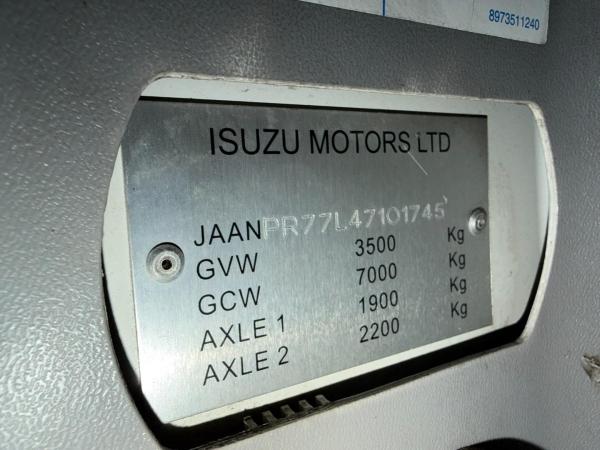 8973511240
ISUZU MOTORS LTD
JAANPR77L47101745
GVW 3500 Kg
GCW 7000 Kg
AXLE 1 1900 Kg
AXLE 2 2200 Kg